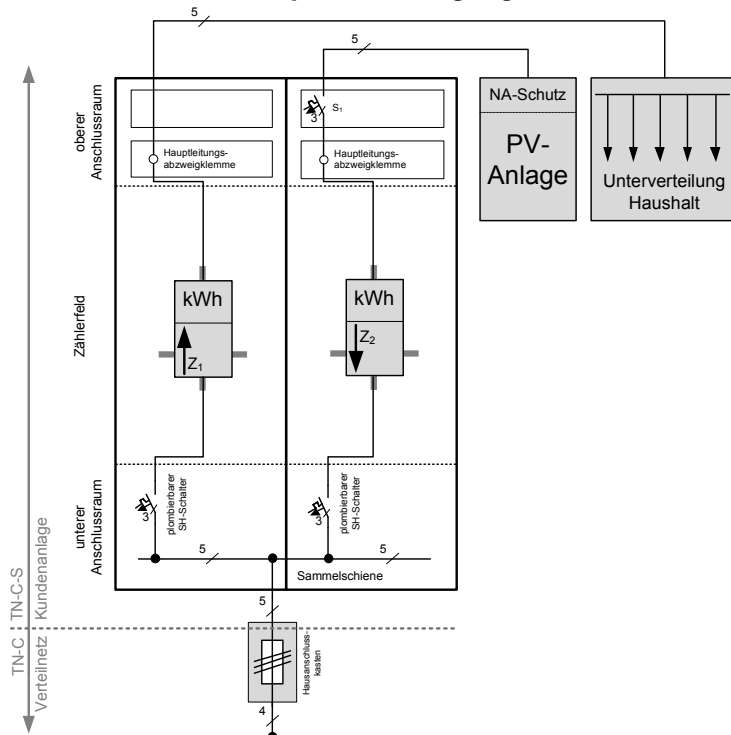 5
5
oberer
Anschlussraum
3
S1
Hauptleitungs-
abzweigklemme
Hauptleitungs-
abzweigklemme
NA-Schutz
PV-
Anlage
Unterverteilung
Haushalt
Zählerfeld
kWh
Z1
kWh
Z2
unterer
Anschlussraum
3
plombierbarer
SH-Schalter
3
plombierbarer
SH-Schalter
5
5
Sammelschiene
5
TN-C-S
Kundenanlage
TN-C
Verteilnetz
Hausanschluss-
kasten
4